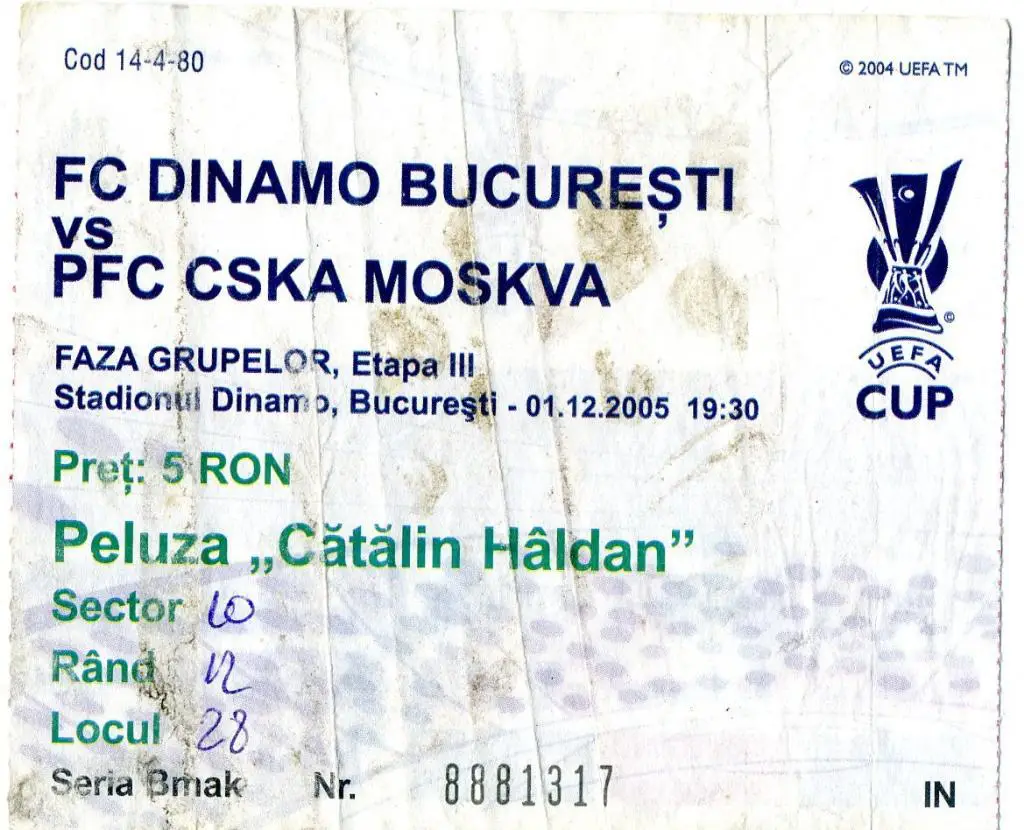 Cod 14-4-80
© 2004 UEFA TM
FC DINAMO BUCUREȘTI
vs
PFC CSKA MOSKVA
©
UEFA
CUP
FAZA GRUPELOR, Etapa III
Stadionul Dinamo, București - 01.12.2005 19:30
Preț: 5 RON
Peluza „Cătălin Hâldan”
Sector 10
Rând 12
Locul 28
Seria Bmak Nr. 8881317
IN